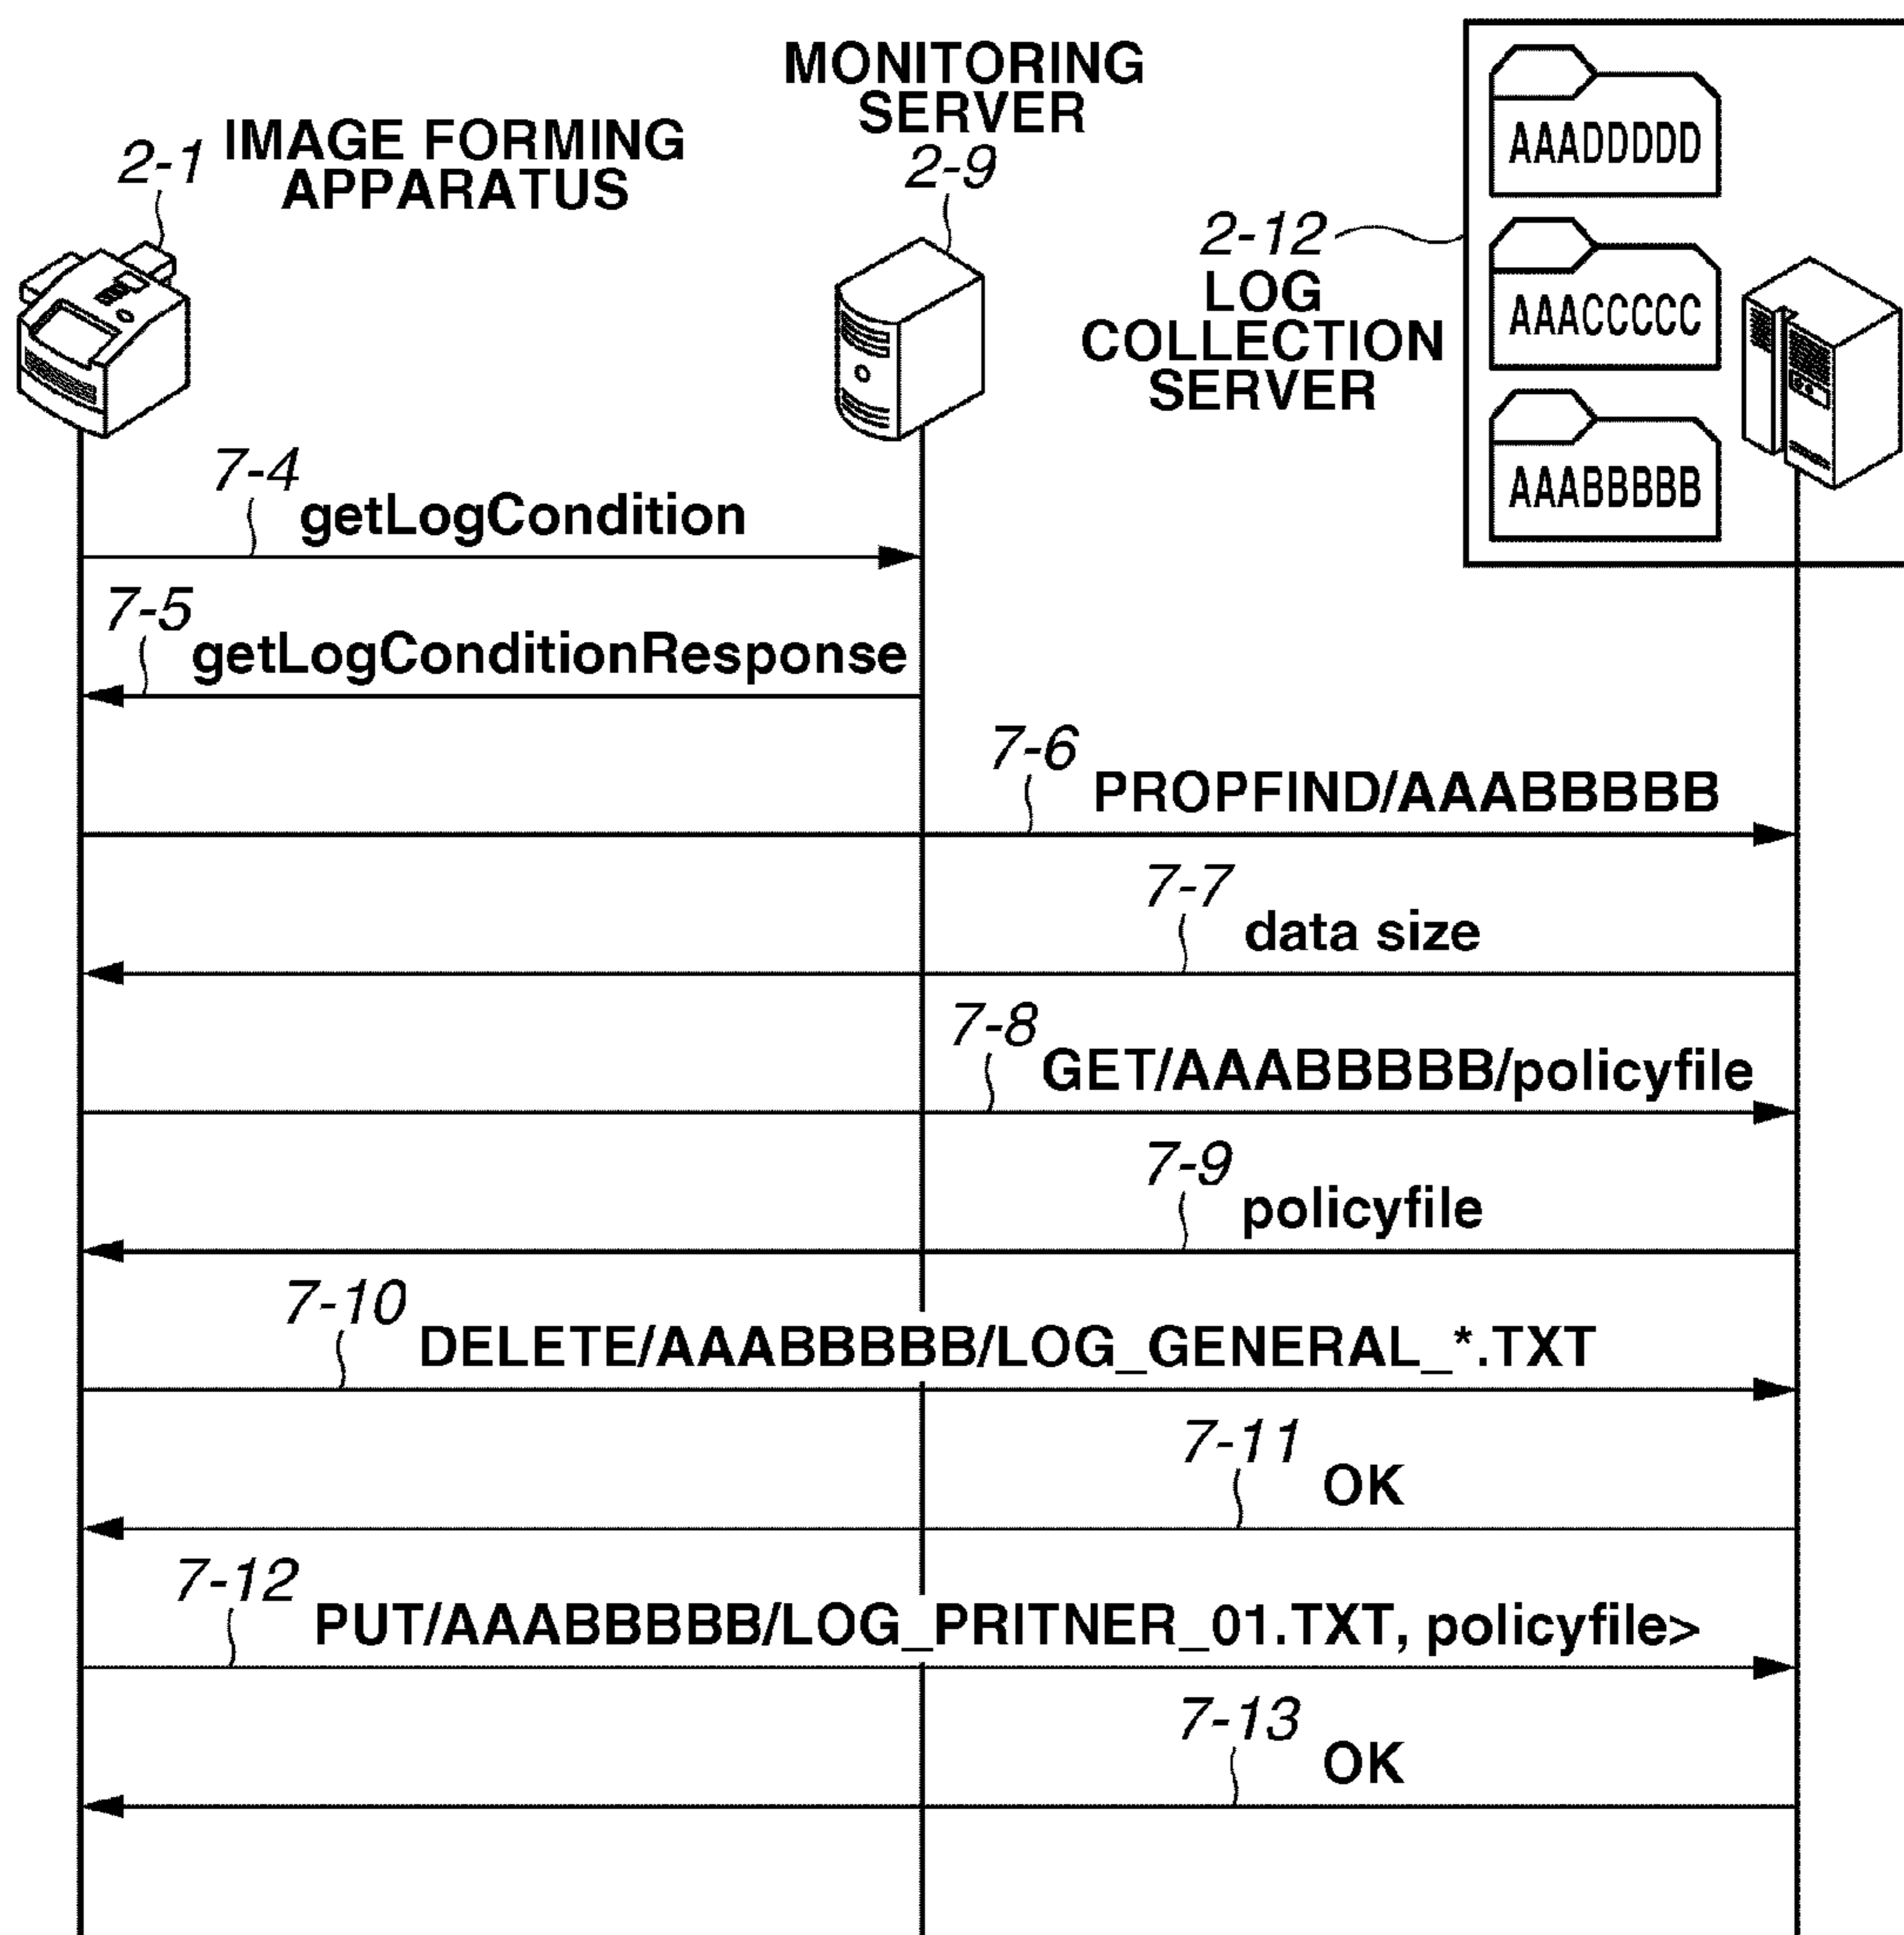 MONITORING
SERVER
2-9
2-1
IMAGE FORMING
APPARATUS
2-12
LOG
COLLECTION
SERVER
AAADDDDD
AAACCCCC
AAABBBBB
7-4
getLogCondition
7-5
getLogConditionResponse
7-6
PROPFIND/AAABBBBB
7-7
data size
7-8
GET/AAABBBBB/policyfile
7-9
policyfile
7-10
DELETE/AAABBBBB/LOG_GENERAL_*.TXT
7-11
OK
7-12
PUT/AAABBBBB/LOG_PRITNER_01.TXT, policyfile>
7-13
OK